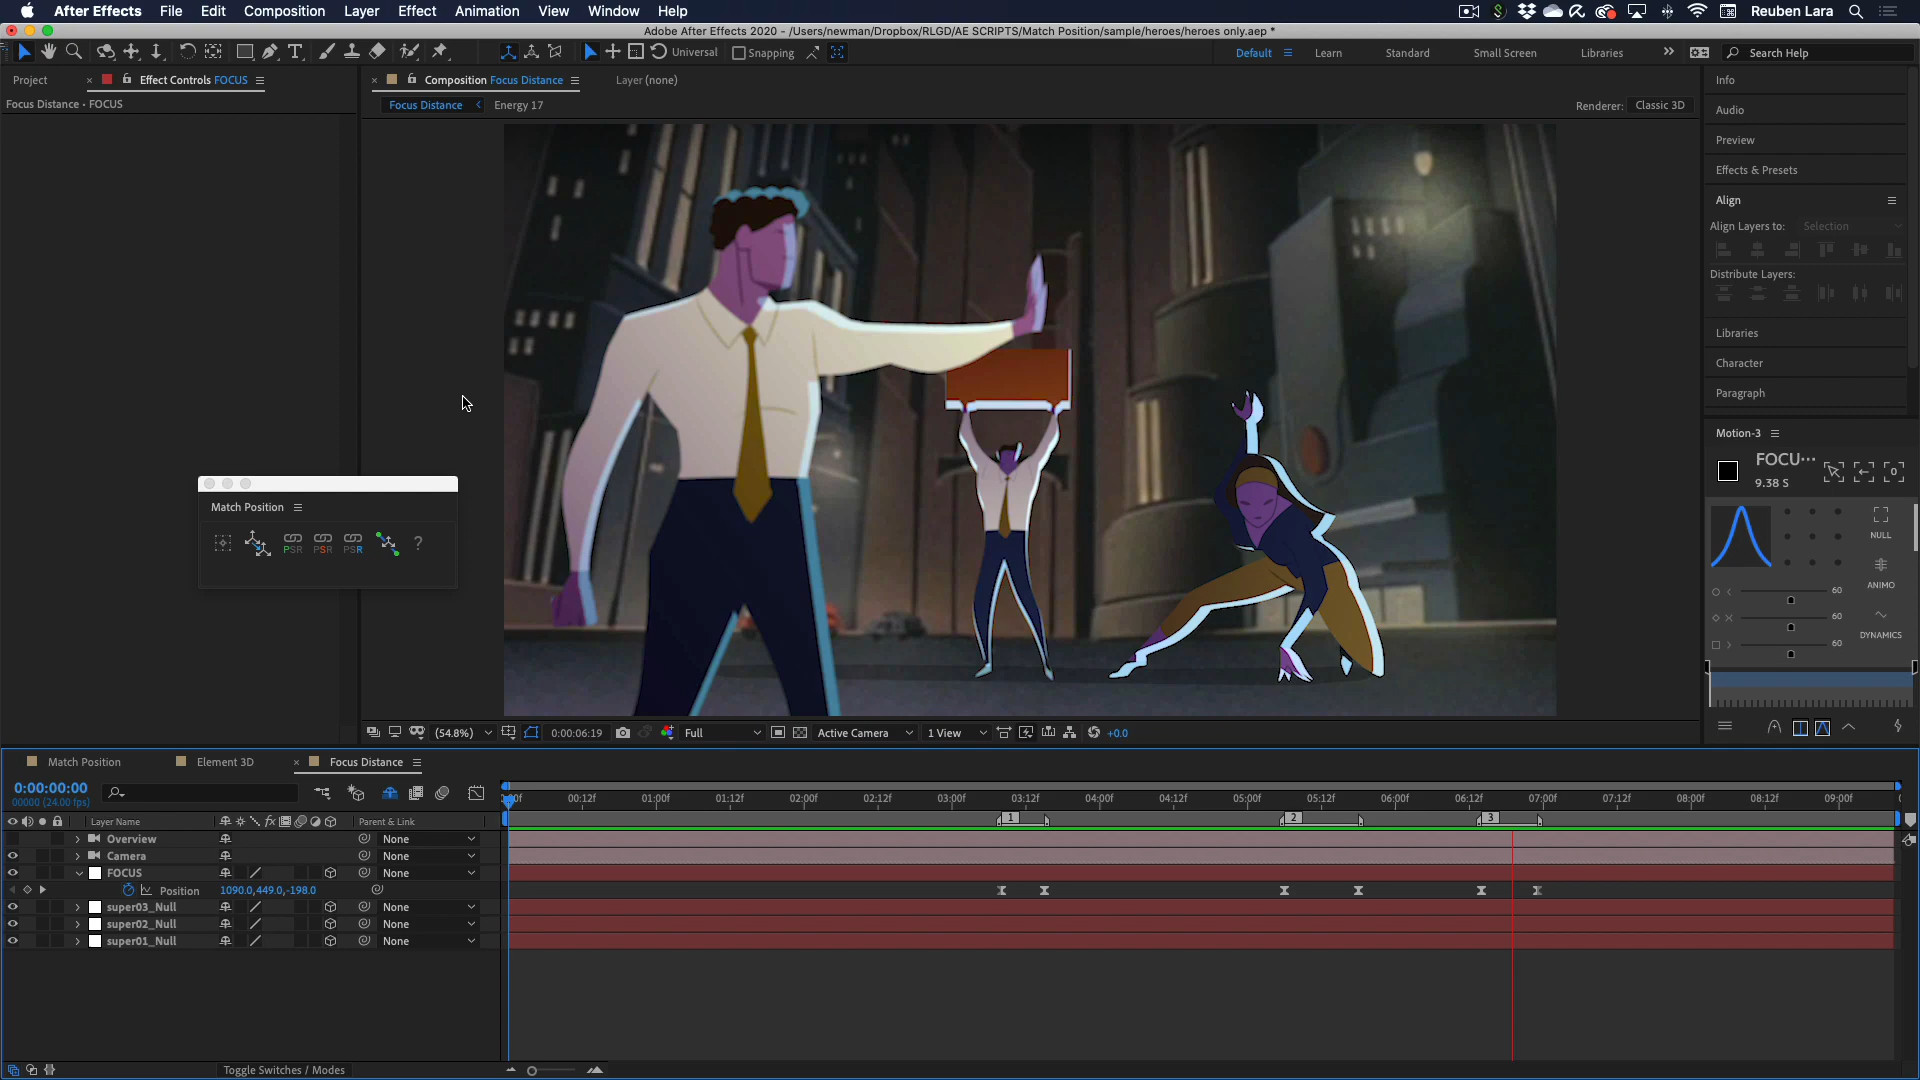 After Effects File Edit Composition Layer Effect Animation View Window Help Reuben Lara
Adobe After Effects 2020 - /Users/newman/Dropbox/RLGD/AE SCRIPTS/Match Position/sample/heroes/heroes only.aep *
Universal Snapping Default Learn Standard Small Screen Libraries Search Help
Project Effect Controls FOCUS Composition Focus Distance Layer (none) Info
Focus Distance • FOCUS Focus Distance Energy 17 Renderer: Classic 3D
Audio
Preview
Effects & Presets
Align
Align Layers to: Selection
Distribute Layers:
Libraries
Character
Paragraph
Motion-3
FOCU···
9.38 S
Match Position
PSR PSR PSR ?
NULL
ANIMO
60
60
DYNAMICS
60
(54.8%) 0:00:06:19 Full Active Camera 1 View +0.0
Match Position Element 3D Focus Distance
0:00:00:00
00000 (24.00 fps)
00:12f 01:00f 01:12f 02:00f 02:12f 03:00f 03:12f 04:00f 04:12f 05:00f 05:12f 06:00f 06:12f 07:00f 07:12f 08:00f 08:12f 09:00f
Layer Name fx Parent & Link 1 2 3
Overview None
Camera None
FOCUS None
Position 1090.0,449.0,-198.0
super03_Null None
super02_Null None
super01_Null None
Toggle Switches / Modes